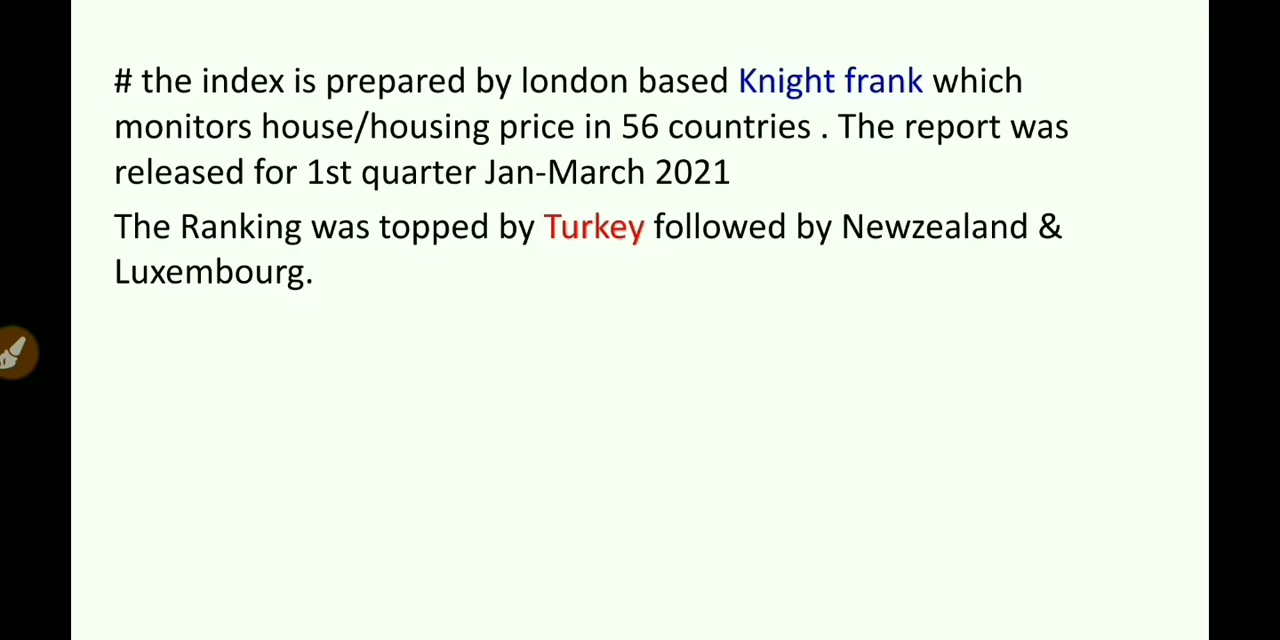 # the index is prepared by london based Knight frank which
monitors house/housing price in 56 countries . The report was
released for 1st quarter Jan-March 2021
The Ranking was topped by Turkey followed by Newzealand &
Luxembourg.